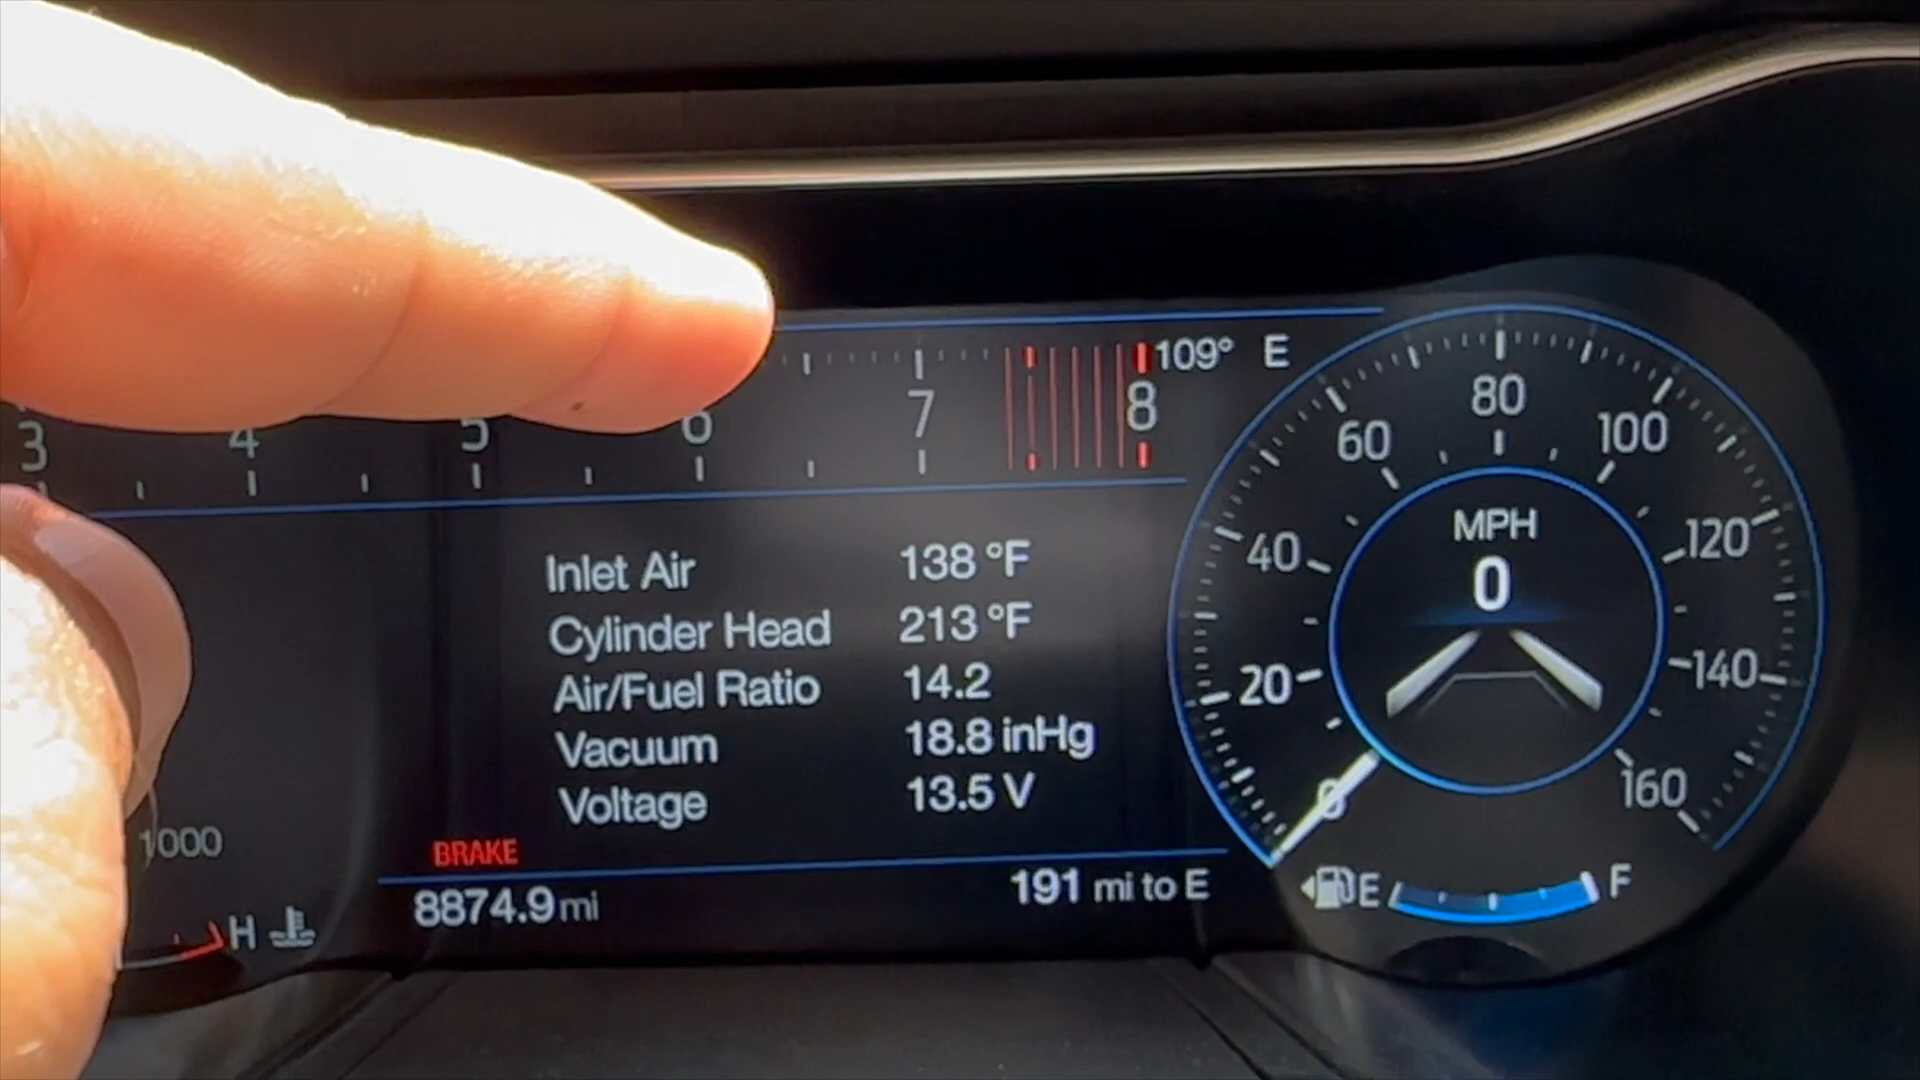 109° E
3 4 5 6 7 8
Inlet Air 138 °F
Cylinder Head 213 °F
Air/Fuel Ratio 14.2
Vacuum 18.8 inHg
Voltage 13.5 V
BRAKE
8874.9 mi
191 mi to E
1000
H
MPH
0
0 20 40 60 80 100 120 140 160
E F